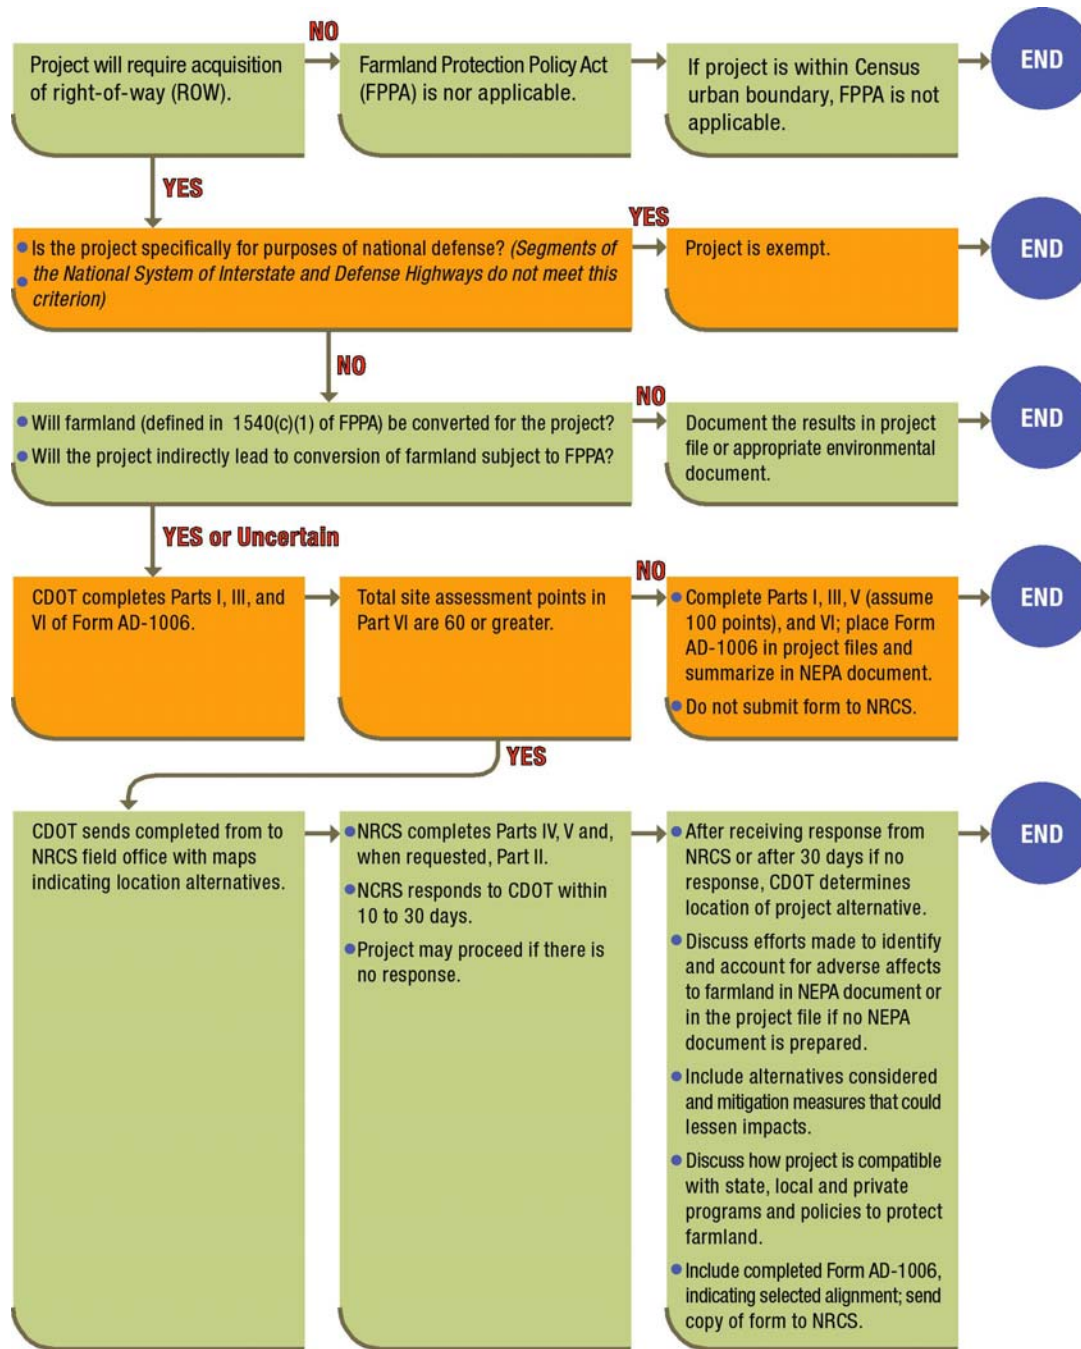 NO
Project will require acquisition
of right-of-way (ROW).
Farmland Protection Policy Act
(FPPA) is nor applicable.
If project is within Census
urban boundary, FPPA is not
applicable.
END
YES
Is the project specifically for purposes of national defense? (Segments of
the National System of Interstate and Defense Highways do not meet this
criterion)
YES
Project is exempt.
END
NO
Will farmland (defined in 1540(c)(1) of FPPA) be converted for the project?
Will the project indirectly lead to conversion of farmland subject to FPPA?
NO
Document the results in project
file or appropriate environmental
document.
END
YES or Uncertain
CDOT completes Parts I, III, and
VI of Form AD-1006.
Total site assessment points in
Part VI are 60 or greater.
NO
Complete Parts I, III, V (assume
100 points), and VI; place Form
AD-1006 in project files and
summarize in NEPA document.
Do not submit form to NRCS.
END
YES
CDOT sends completed from to
NRCS field office with maps
indicating location alternatives.
NRCS completes Parts IV, V and,
when requested, Part II.
NCRS responds to CDOT within
10 to 30 days.
Project may proceed if there is
no response.
After receiving response from
NRCS or after 30 days if no
response, CDOT determines
location of project alternative.
Discuss efforts made to identify
and account for adverse affects
to farmland in NEPA document or
in the project file if no NEPA
document is prepared.
Include alternatives considered
and mitigation measures that could
lessen impacts.
Discuss how project is compatible
with state, local and private
programs and policies to protect
farmland.
Include completed Form AD-1006,
indicating selected alignment; send
copy of form to NRCS.
END